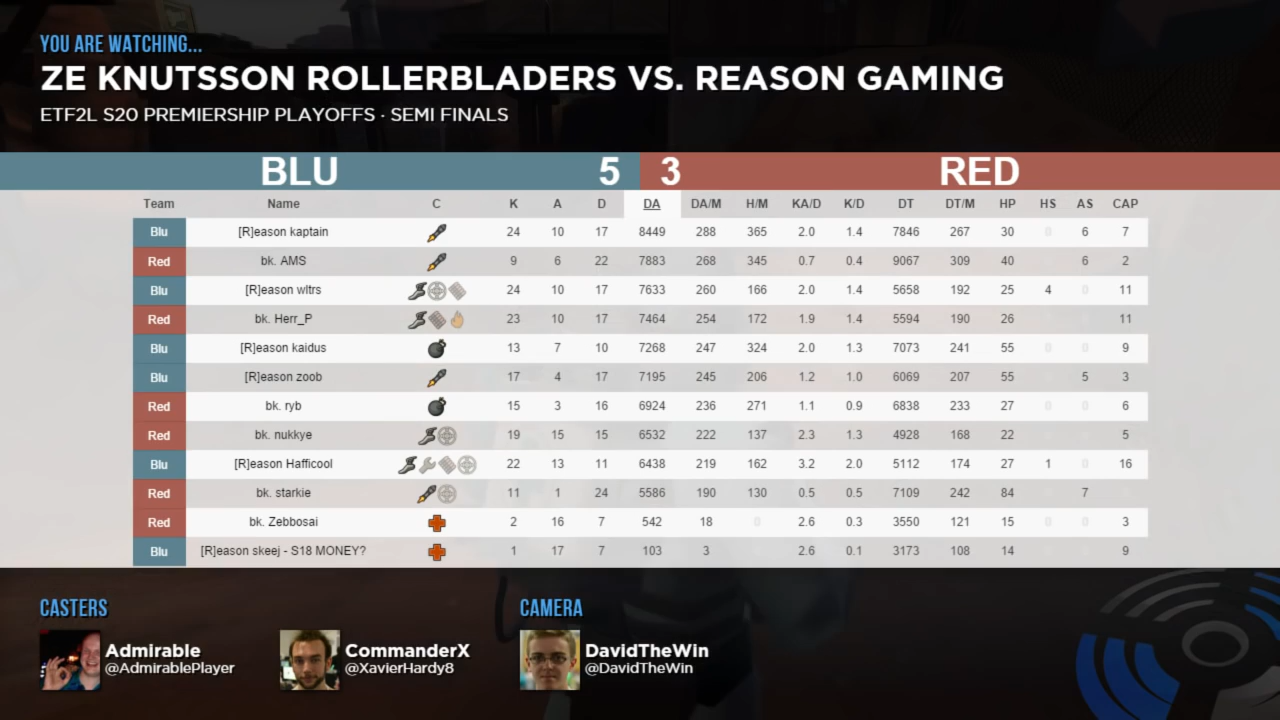 YOU ARE WATCHING...
ZE KNUTSSON ROLLERBLADERS VS. REASON GAMING
ETF2L S20 PREMIERSHIP PLAYOFFS · SEMI FINALS
BLU 5 3 RED
Team Name C K A D DA DA/M H/M KA/D K/D DT DT/M HP HS AS CAP
Blu [R]eason kaptain 24 10 17 8449 288 365 2.0 1.4 7846 267 30 0 6 7
Red bk. AMS 9 6 22 7883 268 345 0.7 0.4 9067 309 40 6 2
Blu [R]eason wltrs 24 10 17 7633 260 166 2.0 1.4 5658 192 25 4 0 11
Red bk. Herr_P 23 10 17 7464 254 172 1.9 1.4 5594 190 26 11
Blu [R]eason kaidus 13 7 10 7268 247 324 2.0 1.3 7073 241 55 0 0 9
Blu [R]eason zoob 17 4 17 7195 245 206 1.2 1.0 6069 207 55 5 3
Red bk. ryb 15 3 16 6924 236 271 1.1 0.9 6838 233 27 0 0 6
Red bk. nukkye 19 15 15 6532 222 137 2.3 1.3 4928 168 22 5
Blu [R]eason Hafficool 22 13 11 6438 219 162 3.2 2.0 5112 174 27 1 0 16
Red bk. starkie 11 1 24 5586 190 130 0.5 0.5 7109 242 84 7
Red bk. Zebbosai 2 16 7 542 18 0 2.6 0.3 3550 121 15 0 0 3
Blu [R]eason skeej - S18 MONEY? 1 17 7 103 3 2.6 0.1 3173 108 14 9
CASTERS
Admirable
@AdmirablePlayer
CommanderX
@XavierHardy8
CAMERA
DavidTheWin
@DavidTheWin